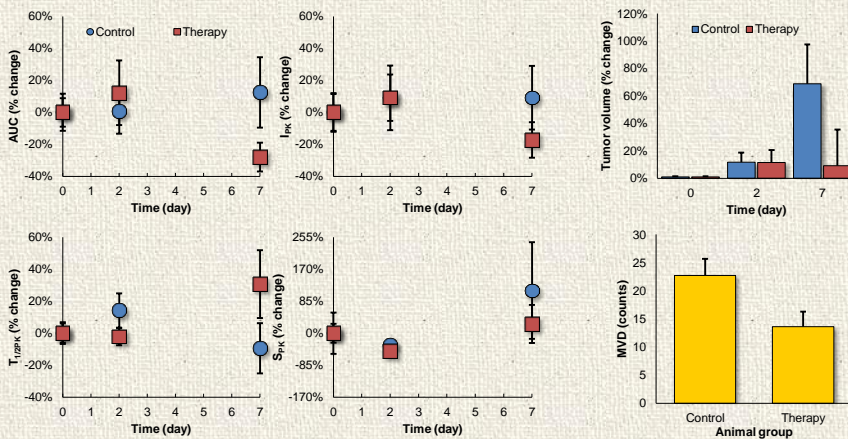 60%
40%
20%
0%
-20%
-40%
AUC (% change)
Control
Therapy
0 1 2 3 4 5 6 7
Time (day)
60%
40%
20%
0%
-20%
-40%
I PK (% change)
0 1 2 3 4 5 6 7
Time (day)
120%
100%
80%
60%
40%
20%
0%
Tumor volume (% change)
Control Therapy
0 2 7
Time (day)
60%
40%
20%
0%
-20%
-40%
T 1/2PK (% change)
0 1 2 3 4 5 6 7
Time (day)
255%
170%
85%
0%
-85%
-170%
S PK (% change)
0 1 2 3 4 5 6 7
Time (day)
30
25
20
15
10
5
0
MVD (counts)
Control Therapy
Animal group